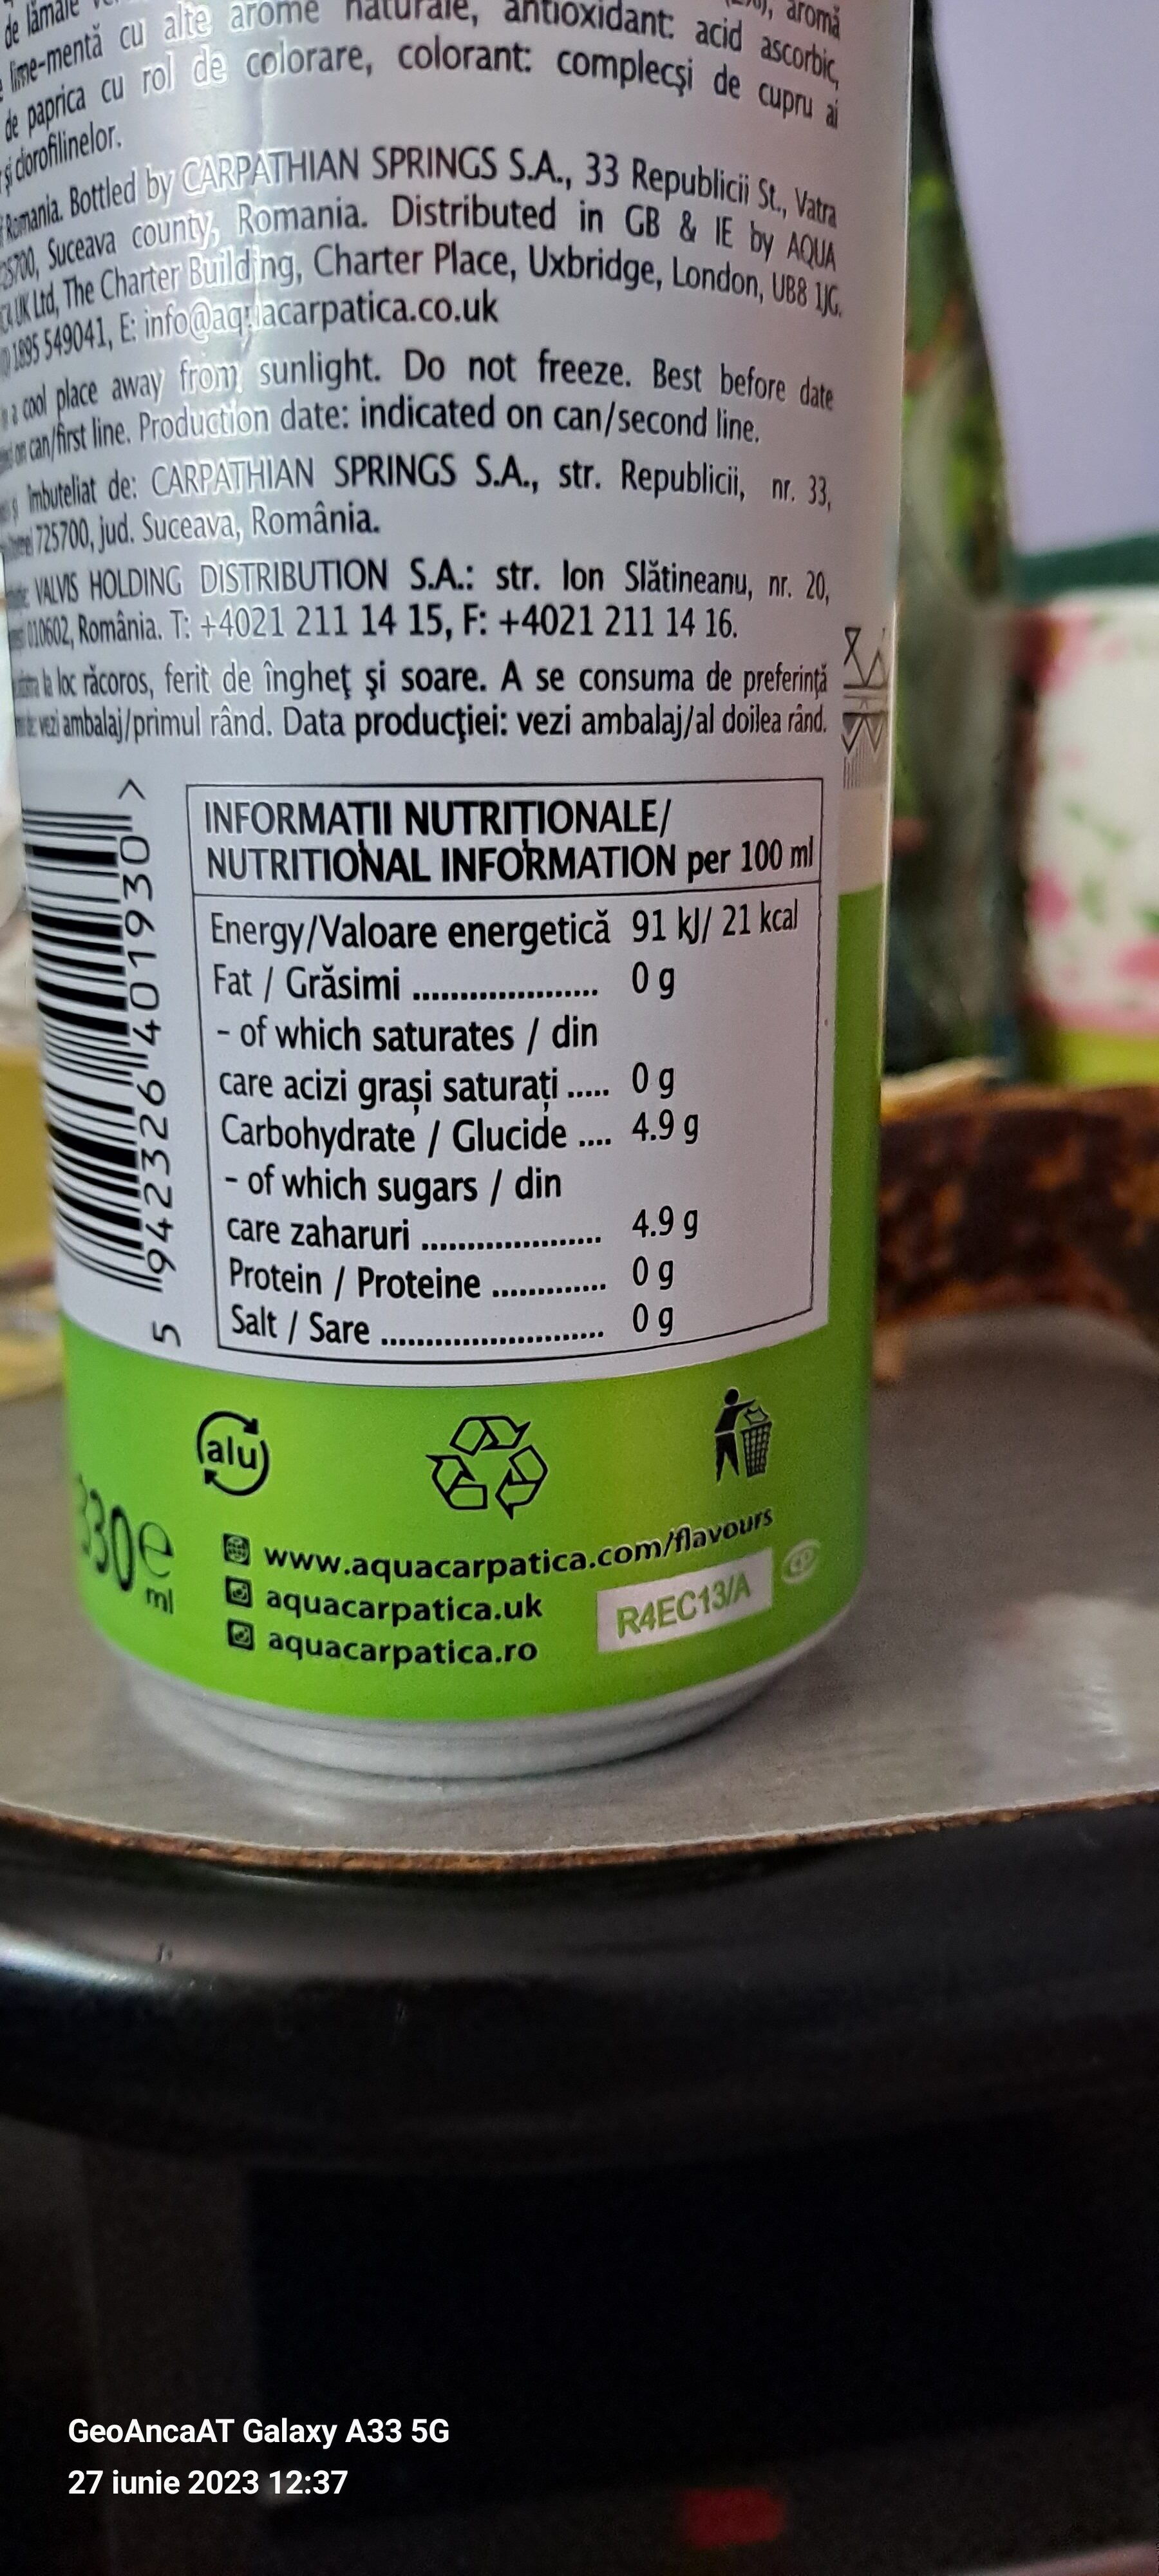 de lămâie
aromă
lime-mentă cu alte arome naturale, antioxidant: acid ascorbic,
de paprica cu rol de colorare, colorant: complecşi de cupru ai
şi clorofilinelor.
Romania. Bottled by CARPATHIAN SPRINGS S.A., 33 Republicii St., Vatra
Suceava county, Romania. Distributed in GB & IE by AQUA
UK Ltd, The Charter Building, Charter Place, Uxbridge, London, UB8 1JG.
1895 549041, E: info@aquacarpatica.co.uk
a cool place away from sunlight. Do not freeze. Best before date
on can/first line. Production date: indicated on can/second line.
îmbuteliat de: CARPATHIAN SPRINGS S.A., str. Republicii, nr. 33,
725700, jud. Suceava, România.
VALVIS HOLDING DISTRIBUTION S.A.: str. Ion Slătineanu, nr. 20,
010602, România. T: +4021 211 14 15, F: +4021 211 14 16.
la loc răcoros, ferit de îngheţ şi soare. A se consuma de preferinţă
vezi ambalaj/primul rând. Data producţiei: vezi ambalaj/al doilea rând.
5 942326 401930 >
INFORMAȚII NUTRIȚIONALE/
NUTRITIONAL INFORMATION per 100 ml
Energy/Valoare energetică 91 kJ/ 21 kcal
Fat / Grăsimi ..................... 0 g
- of which saturates / din
care acizi grași saturați ..... 0 g
Carbohydrate / Glucide .... 4.9 g
- of which sugars / din
care zaharuri .................... 4.9 g
Protein / Proteine ............. 0 g
Salt / Sare ......................... 0 g
alu
330 ml e
www.aquacarpatica.com/flavours
aquacarpatica.uk
aquacarpatica.ro
R4EC13/A
GeoAncaAT Galaxy A33 5G
27 iunie 2023 12:37